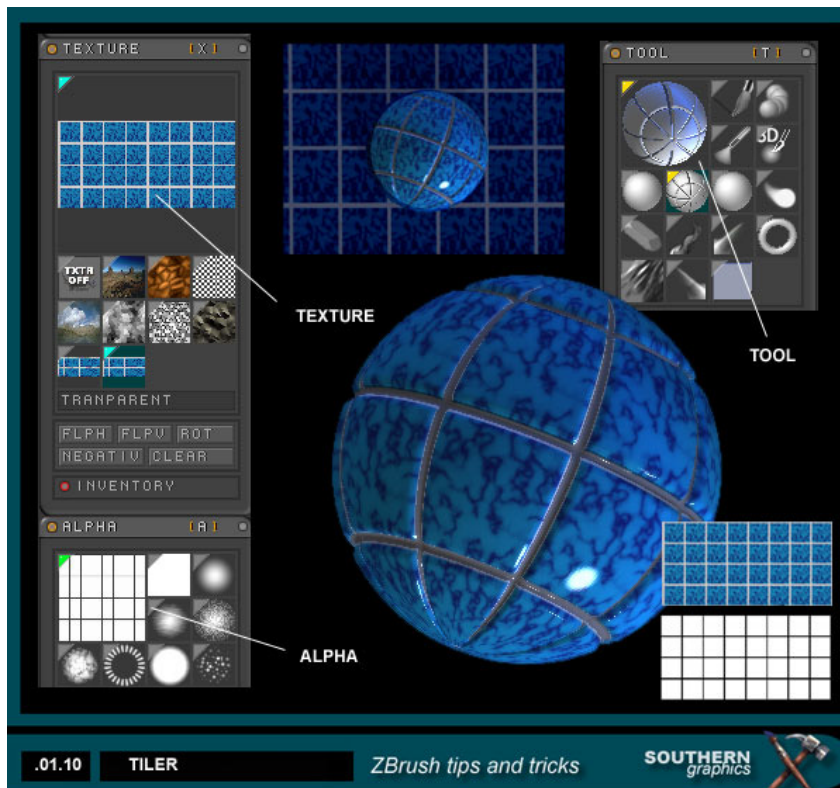 TEXTURE [X]
TXTR
OFF
TRANPARENT
FLPH FLPV ROT
NEGATIV CLEAR
INVENTORY
ALPHA [A]
TOOL [T]
3D
TEXTURE
TOOL
ALPHA
.01.10 TILER ZBrush tips and tricks SOUTHERN
graphics